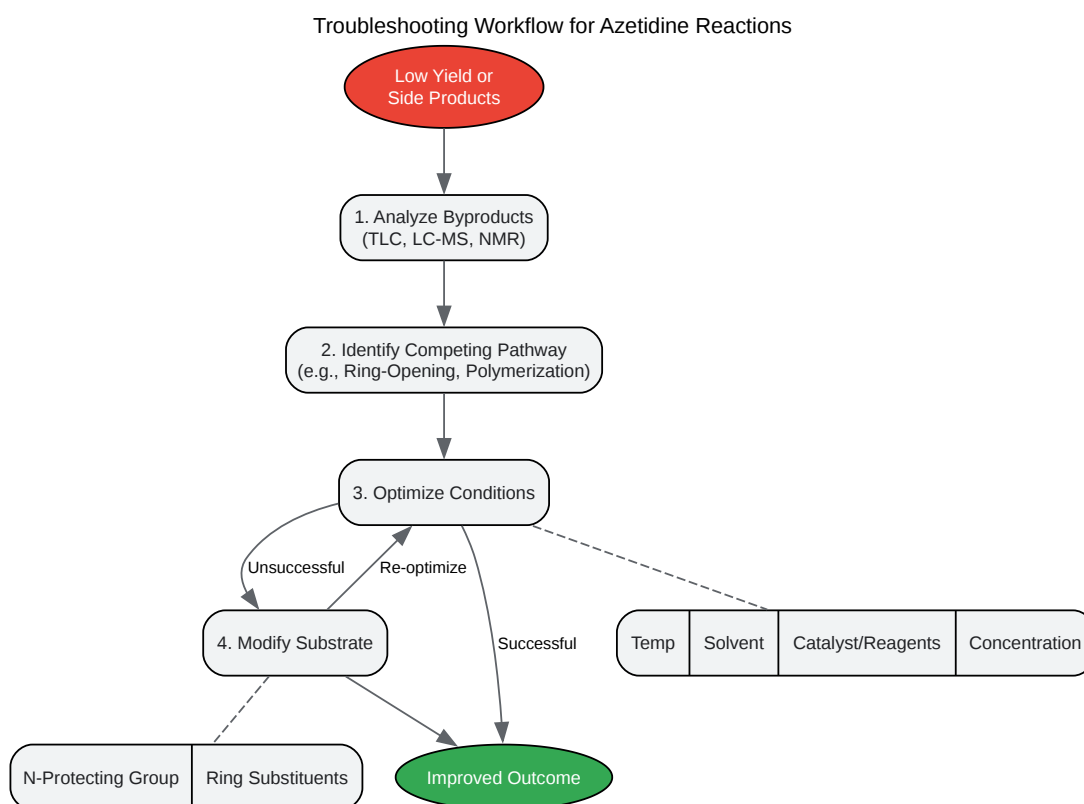 Troubleshooting Workflow for Azetidine Reactions
Low Yield or
Side Products
1. Analyze Byproducts
(TLC, LC-MS, NMR)
2. Identify Competing Pathway
(e.g., Ring-Opening, Polymerization)
3. Optimize Conditions
Unsuccessful
Re-optimize
Successful
4. Modify Substrate
Temp
Solvent
Catalyst/Reagents
Concentration
N-Protecting Group
Ring Substituents
Improved Outcome